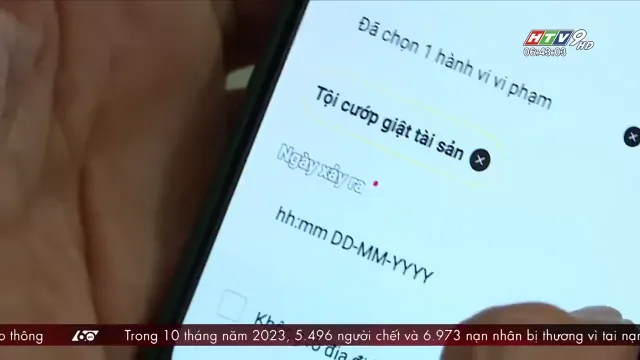 HTV9 HD
06:43:03
Đã chọn 1 hành vi vi phạm
Tội cướp giật tài sản
Ngày xảy ra
hh:mm DD-MM-YYYY
địa
thông 60 Trong 10 tháng năm 2023, 5.496 người chết và 6.973 nạn nhân bị thương vì tai